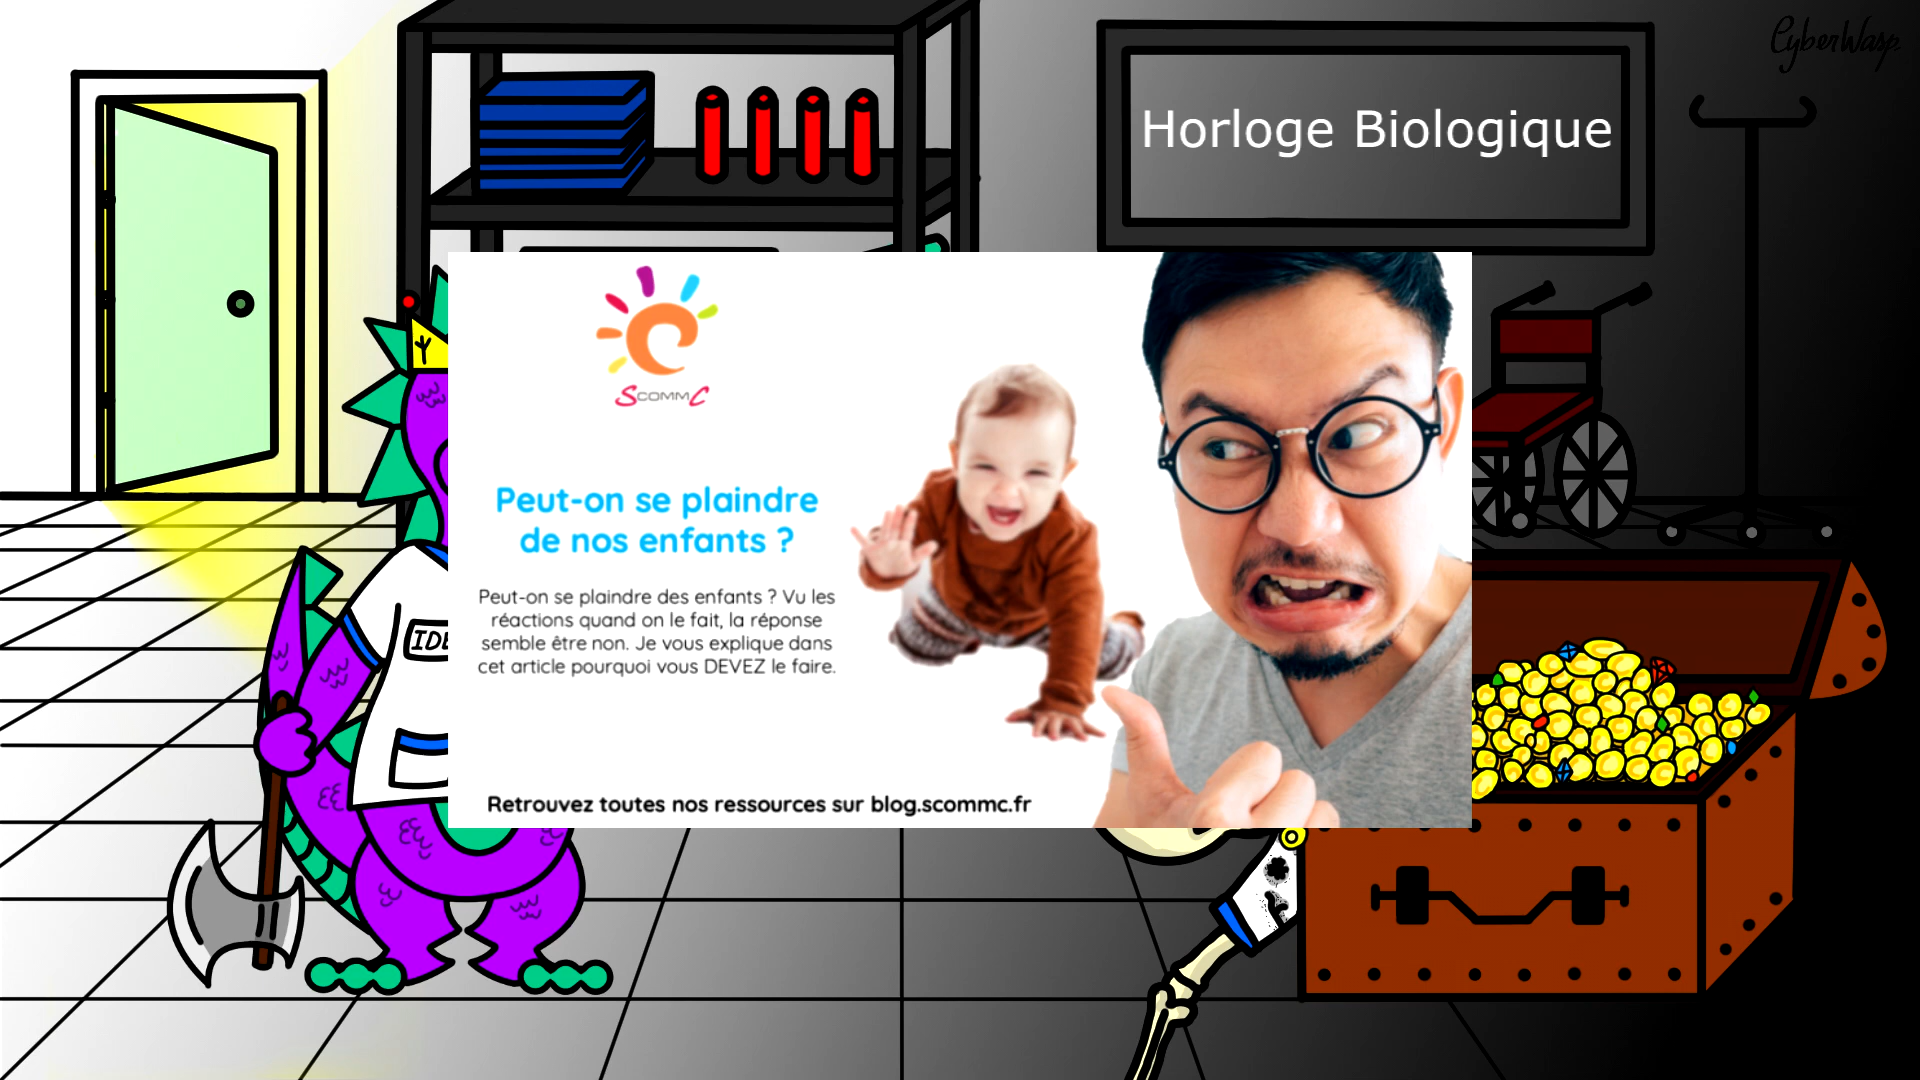 CyberWasp
Horloge Biologique
SCOMMC
Peut-on se plaindre
de nos enfants ?
Peut-on se plaindre des enfants ? Vu les
réactions quand on le fait, la réponse
semble être non. Je vous explique dans
cet article pourquoi vous DEVEZ le faire.
IDE
Retrouvez toutes nos ressources sur blog.scommc.fr